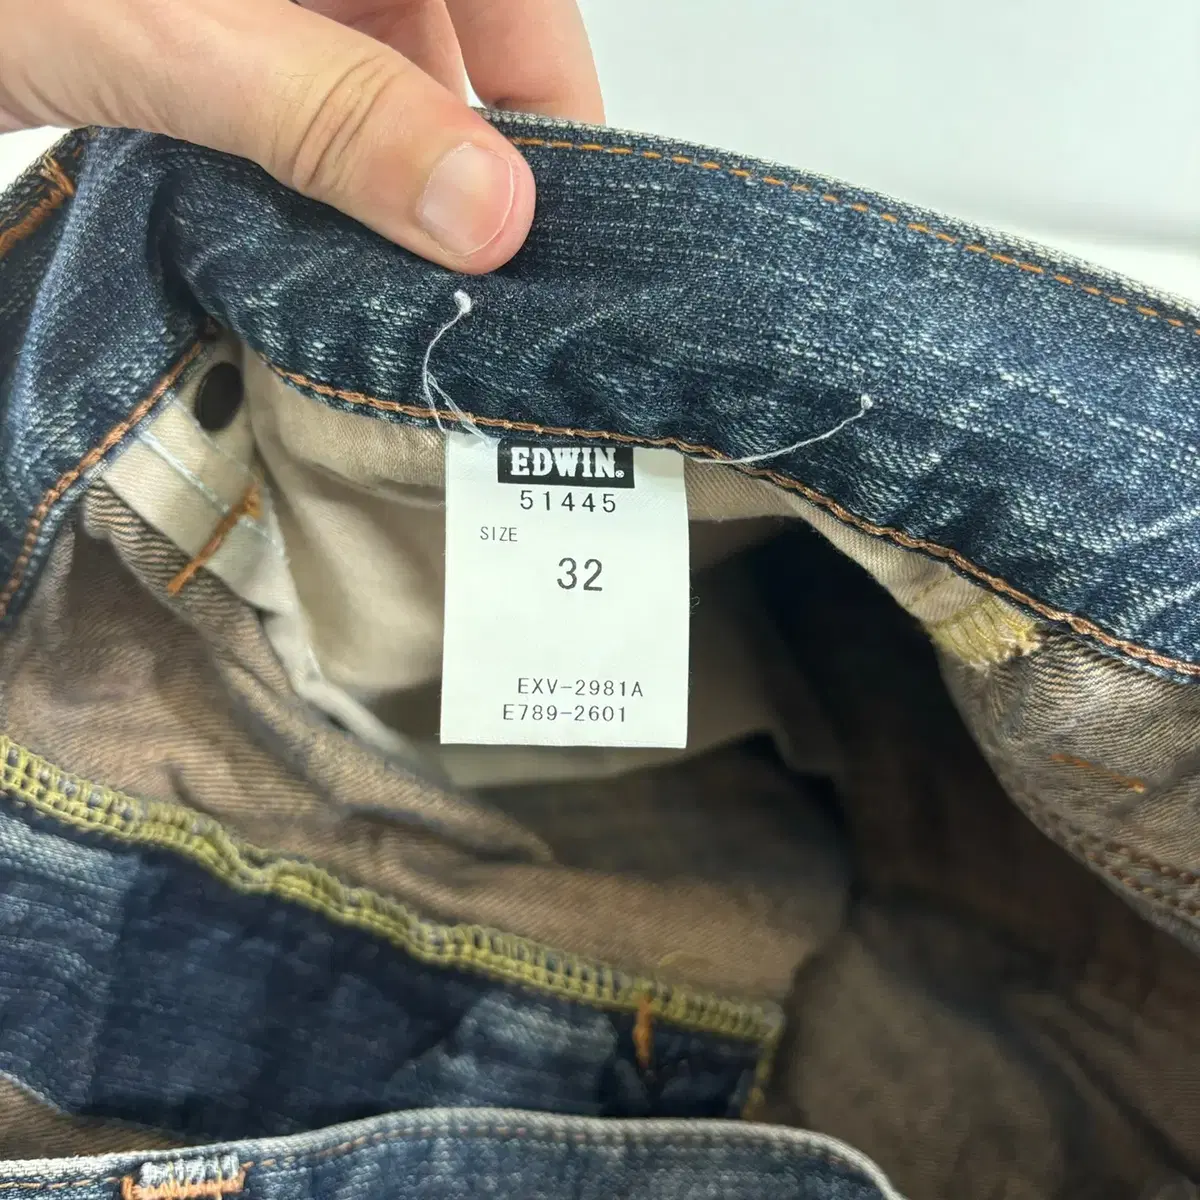 EDWIN®
51445
SIZE
32
EXV-2981A
E789-2601